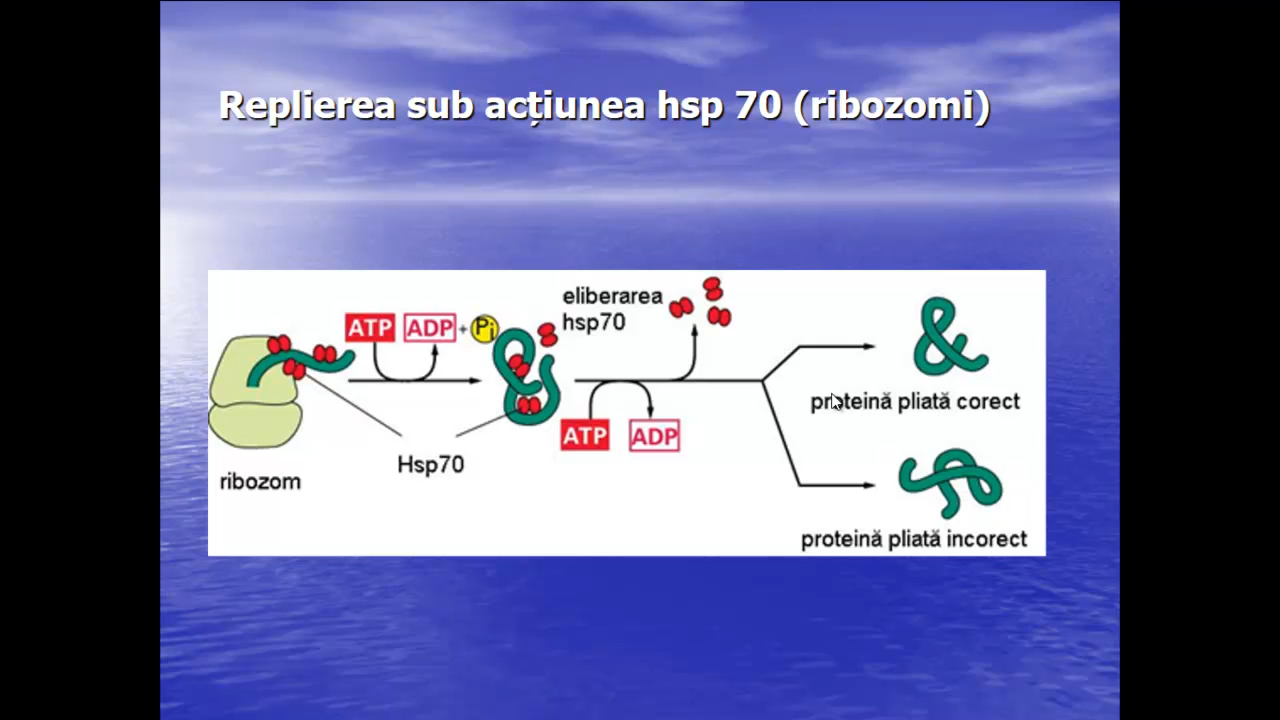 Replierea sub acțiunea hsp 70 (ribozomi)
eliberarea
hsp70
ATP ADP + Pi
ATP ADP
proteină pliată corect
Hsp70
ribozom
proteină pliată incorect